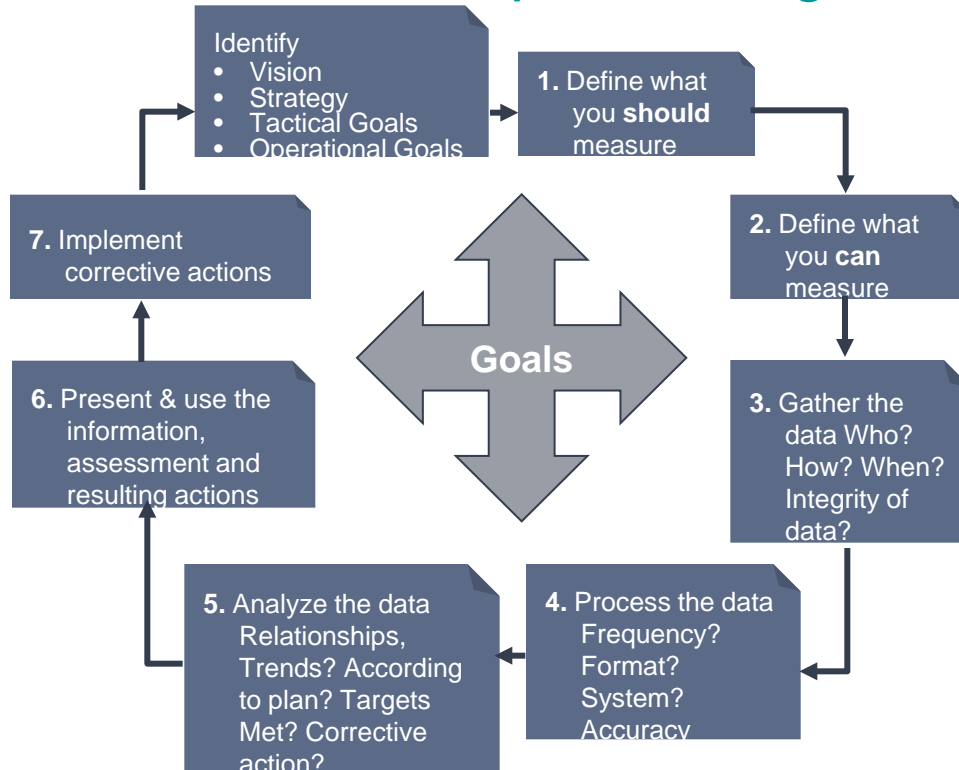 Identify
• Vision
• Strategy
• Tactical Goals
• Operational Goals
1. Define what
you should
measure
2. Define what
you can
measure
3. Gather the
data Who?
How? When?
Integrity of
data?
4. Process the data
Frequency?
Format?
System?
Accuracy
5. Analyze the data
Relationships,
Trends? According
to plan? Targets
Met? Corrective
action?
6. Present & use the
information,
assessment and
resulting actions
7. Implement
corrective actions
Goals